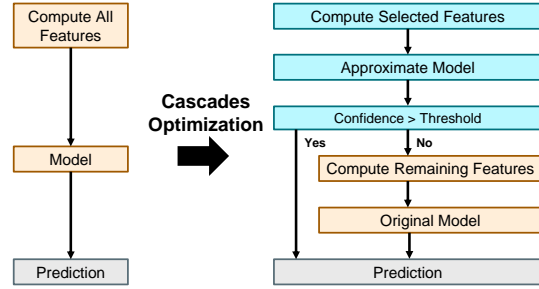 Compute All
Features
Model
Prediction
Cascades
Optimization
Compute Selected Features
Approximate Model
Confidence > Threshold
Yes
No
Compute Remaining Features
Original Model
Prediction